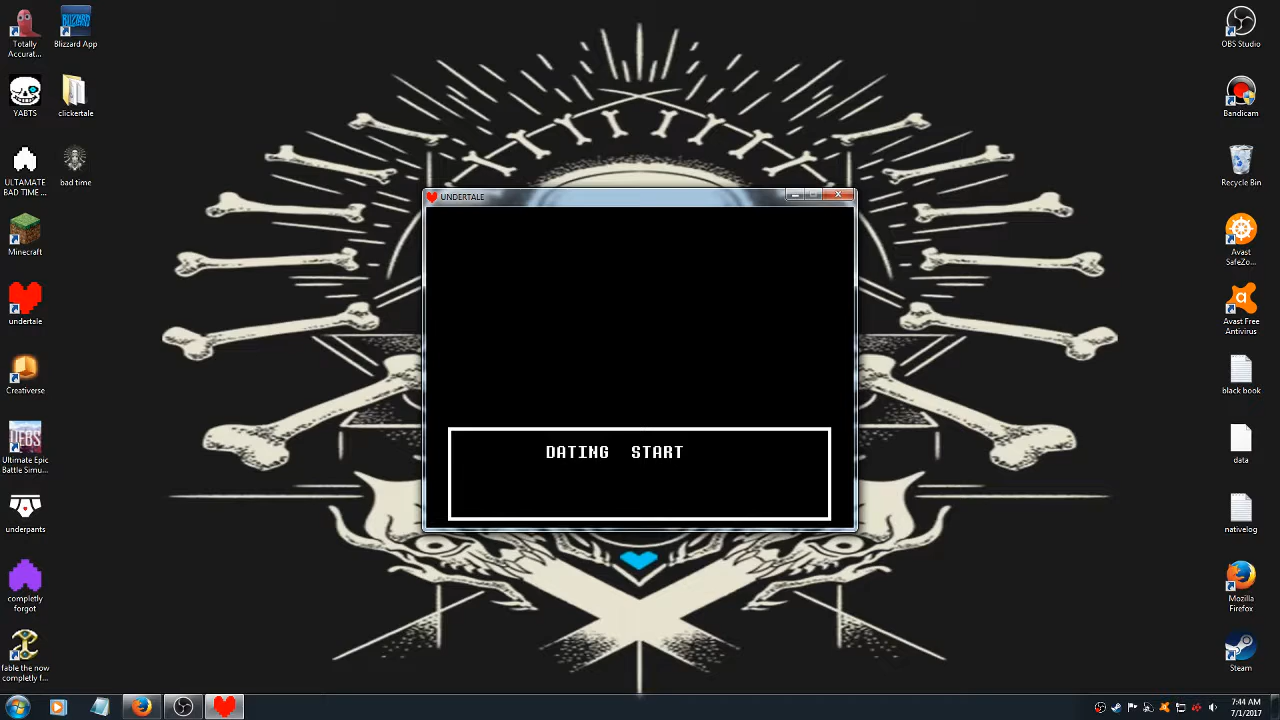 Totally
Accurat...
Blizzard App
OBS Studio
YABTS
clickertale
Bandicam
ULTAMATE
BAD TIME...
bad time
Recycle Bin
UNDERTALE
Minecraft
Avast
SafeZo...
undertale
Avast Free
Antivirus
Creativerse
black book
DATING START
Ultimate Epic
Battle Simu...
data
underpants
nativelog
completly
forgot
Mozilla
Firefox
fable the now
completly f...
Steam
7:44 AM
7/1/2017